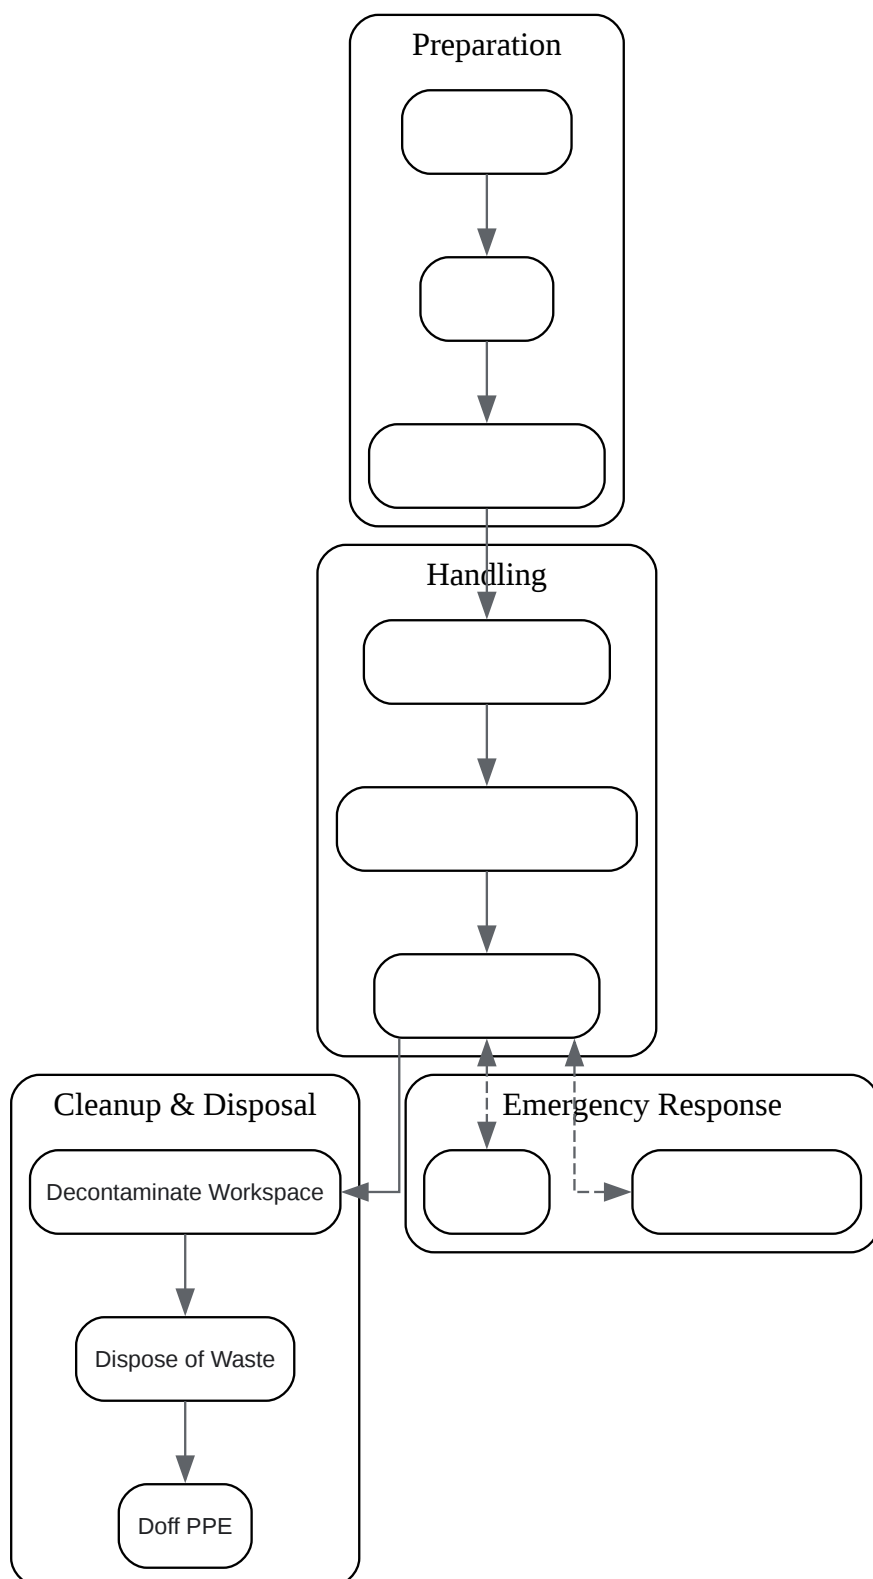 Preparation
Handling
Cleanup & Disposal
Emergency Response
Decontaminate Workspace
Dispose of Waste
Doff PPE